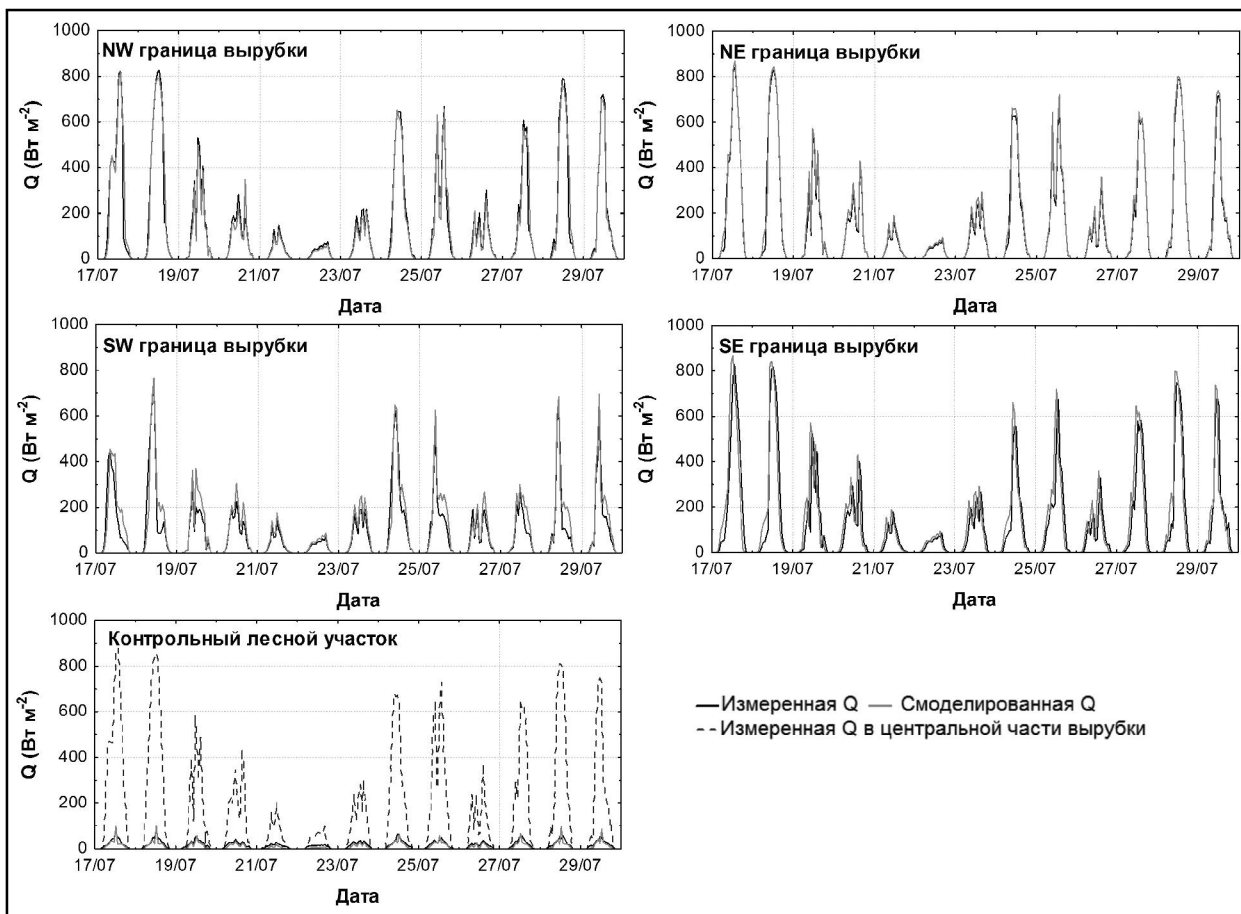 NW граница вырубки
1000
800
600
400
200
0
Q (Вт м-2)
17/07 19/07 21/07 23/07 25/07 27/07 29/07
Дата
NE граница вырубки
1000
800
600
400
200
0
Q (Вт м-2)
17/07 19/07 21/07 23/07 25/07 27/07 29/07
Дата
SW граница вырубки
1000
800
600
400
200
0
Q (Вт м-2)
17/07 19/07 21/07 23/07 25/07 27/07 29/07
Дата
SE граница вырубки
1000
800
600
400
200
0
Q (Вт м-2)
17/07 19/07 21/07 23/07 25/07 27/07 29/07
Дата
Контрольный лесной участок
1000
800
600
400
200
0
Q (Вт м-2)
17/07 19/07 21/07 23/07 25/07 27/07 29/07
Дата
Измеренная Q Смоделированная Q
Измеренная Q в центральной части вырубки